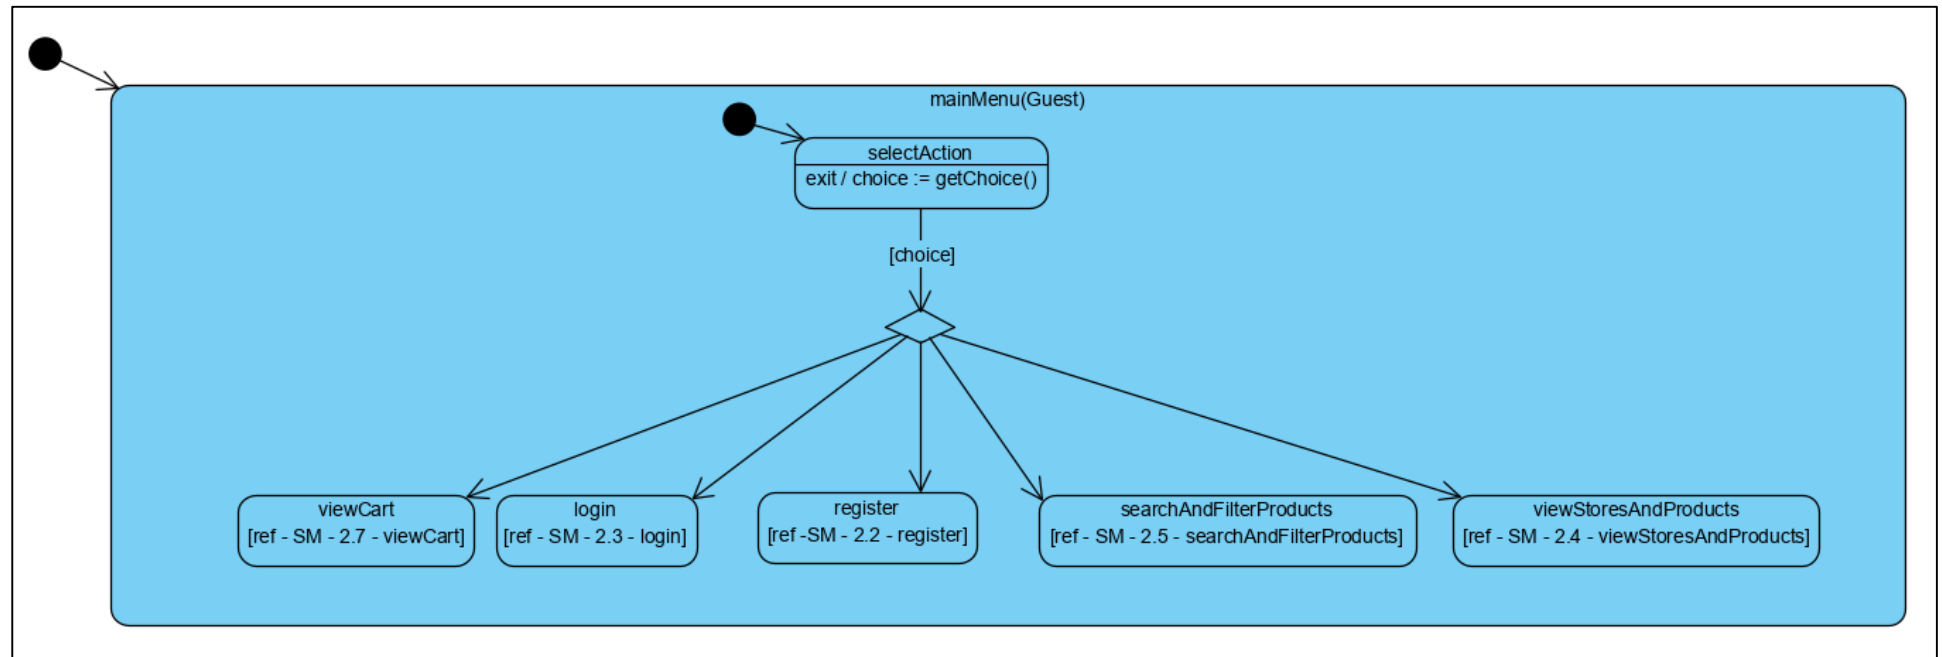 mainMenu(Guest)
selectAction
exit / choice := getChoice()
[choice]
viewCart
[ref - SM - 2.7 - viewCart]
login
[ref - SM - 2.3 - login]
register
[ref -SM - 2.2 - register]
searchAndFilterProducts
[ref - SM - 2.5 - searchAndFilterProducts]
viewStoresAndProducts
[ref - SM - 2.4 - viewStoresAndProducts]